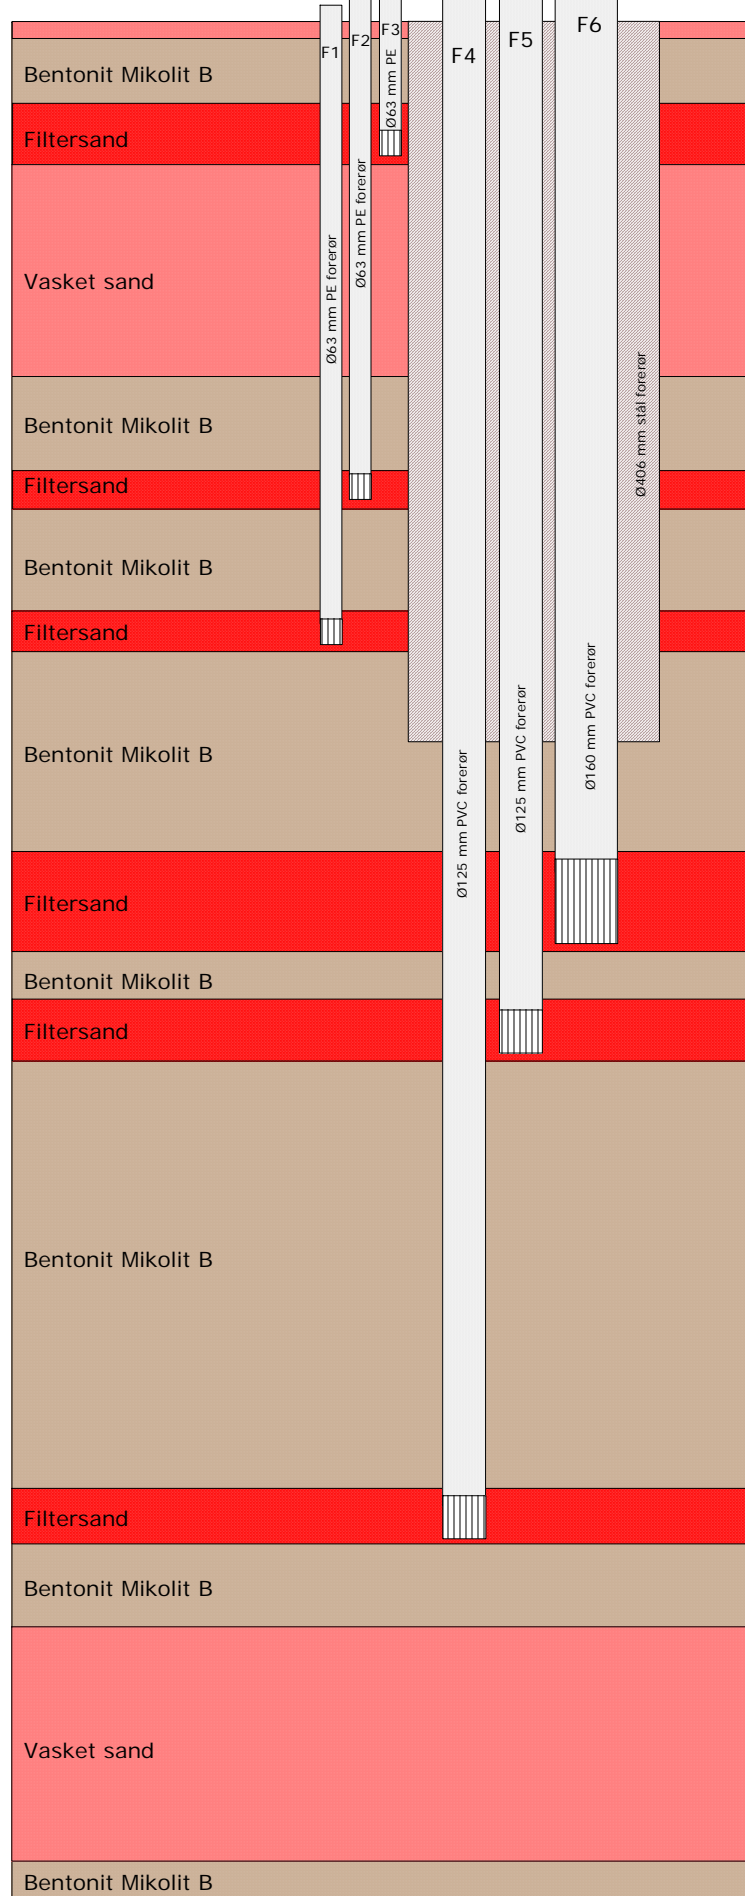 F1
F2
F3
F4
F5
F6
Bentonit Mikolit B
Filtersand
Vasket sand
Bentonit Mikolit B
Filtersand
Bentonit Mikolit B
Filtersand
Bentonit Mikolit B
Filtersand
Bentonit Mikolit B
Filtersand
Bentonit Mikolit B
Filtersand
Bentonit Mikolit B
Vasket sand
Bentonit Mikolit B
Ø63 mm PE forerør
Ø63 mm PE forerør
Ø63 mm PE
Ø125 mm PVC forerør
Ø125 mm PVC forerør
Ø160 mm PVC forerør
Ø406 mm stål forerør